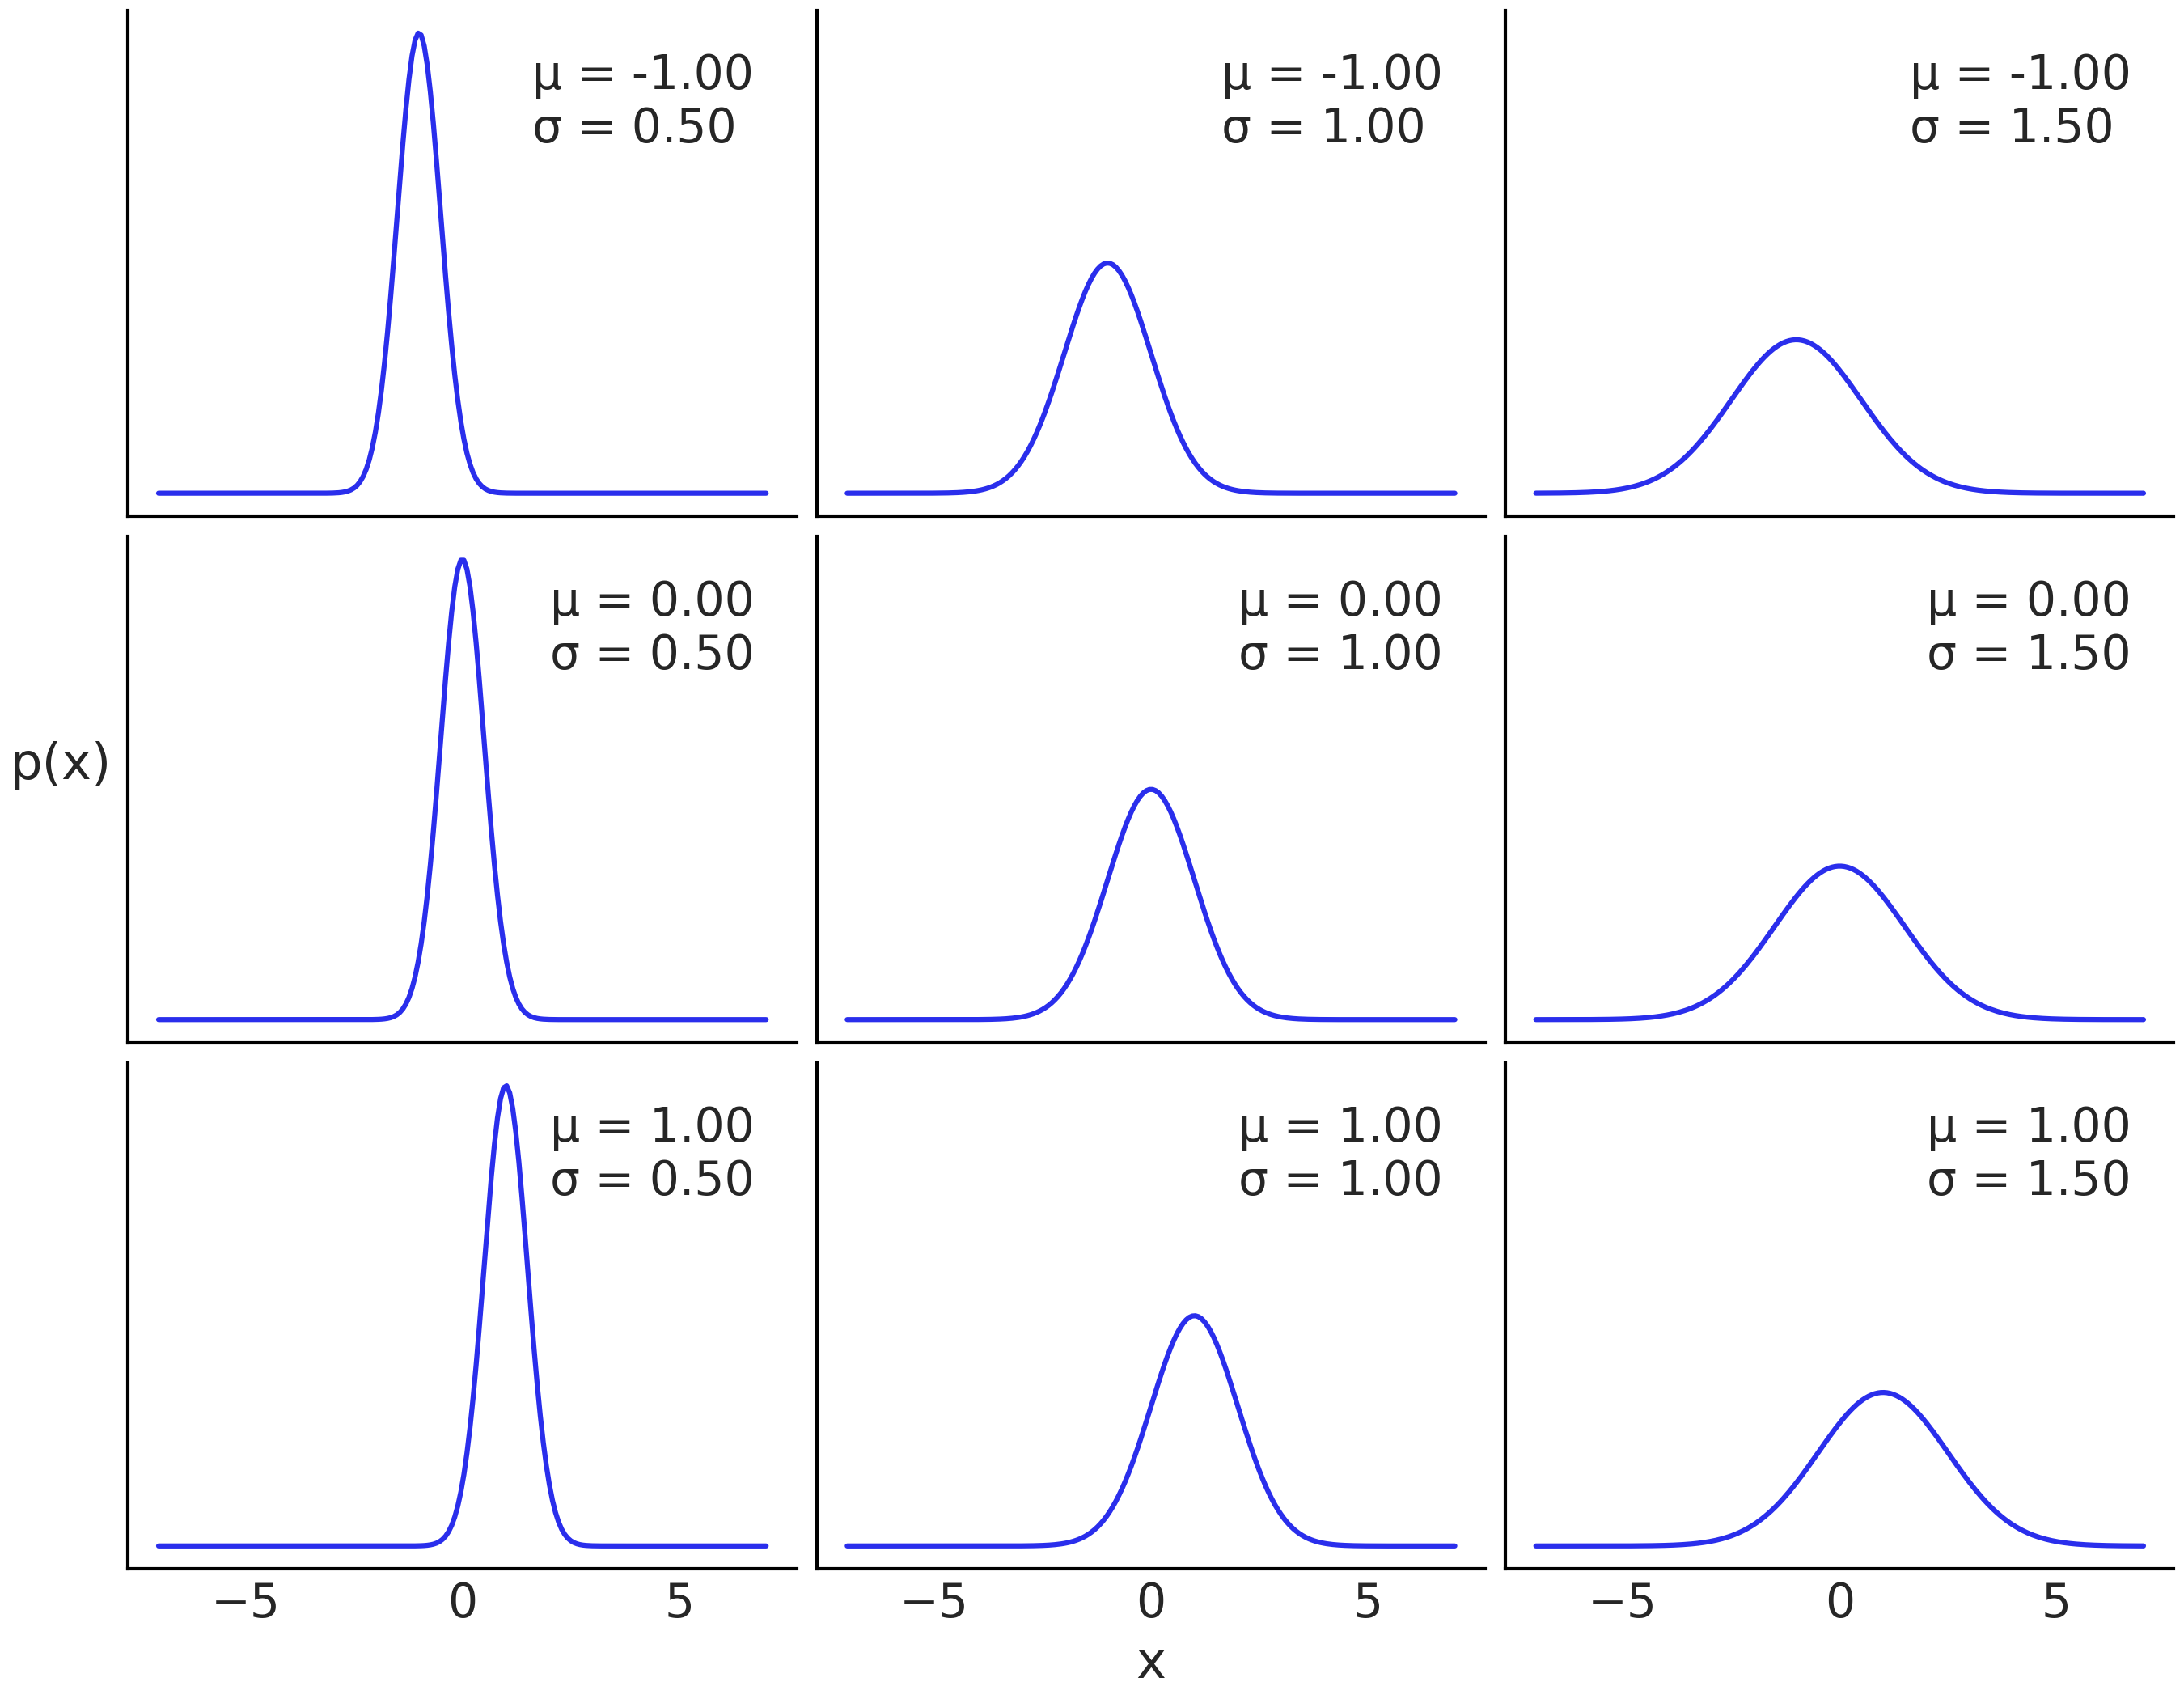 μ = -1.00
σ = 0.50
μ = -1.00
σ = 1.00
μ = -1.00
σ = 1.50
p(x)
μ = 0.00
σ = 0.50
μ = 0.00
σ = 1.00
μ = 0.00
σ = 1.50
μ = 1.00
σ = 0.50
μ = 1.00
σ = 1.00
μ = 1.00
σ = 1.50
−5 0 5
−5 0 5
−5 0 5
x